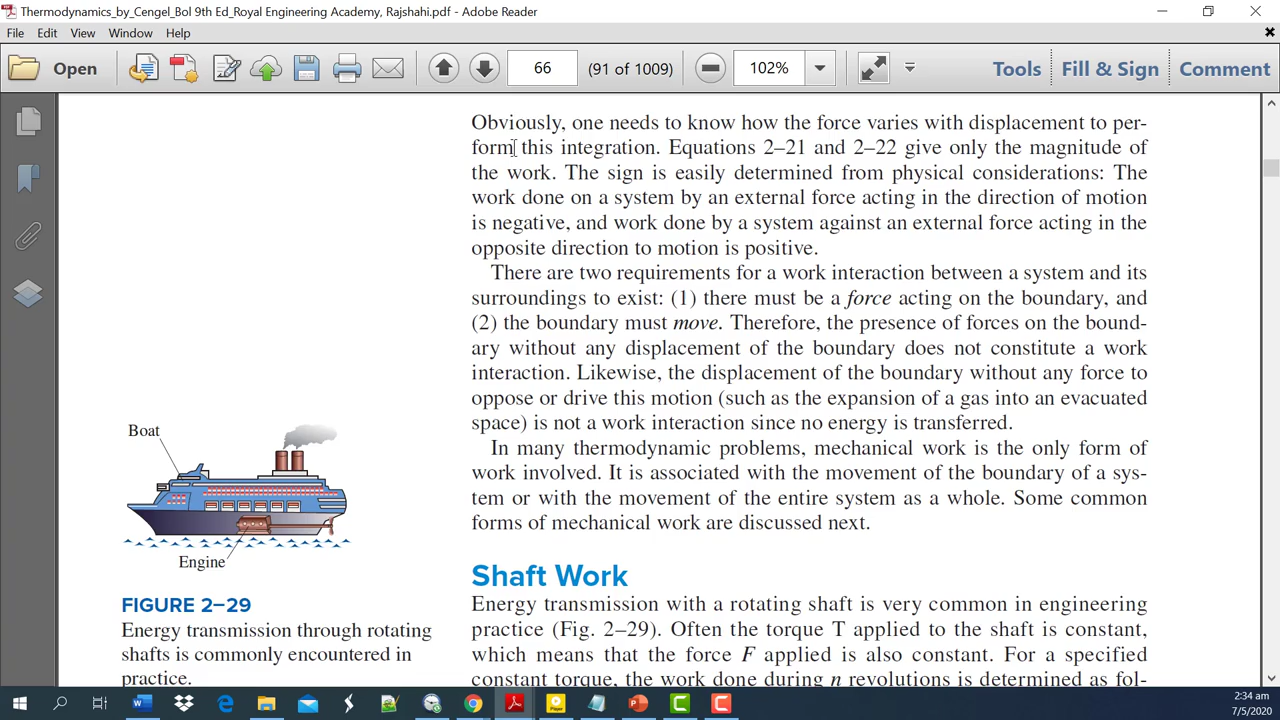 Thermodynamics_by_Cengel_Bol 9th Ed_Royal Engineering Academy, Rajshahi.pdf - Adobe Reader
File Edit View Window Help
Open 66 (91 of 1009) 102% Tools Fill & Sign Comment
Obviously, one needs to know how the force varies with displacement to per-
form this integration. Equations 2–21 and 2–22 give only the magnitude of
the work. The sign is easily determined from physical considerations: The
work done on a system by an external force acting in the direction of motion
is negative, and work done by a system against an external force acting in the
opposite direction to motion is positive.
There are two requirements for a work interaction between a system and its
surroundings to exist: (1) there must be a force acting on the boundary, and
(2) the boundary must move. Therefore, the presence of forces on the bound-
ary without any displacement of the boundary does not constitute a work
interaction. Likewise, the displacement of the boundary without any force to
oppose or drive this motion (such as the expansion of a gas into an evacuated
space) is not a work interaction since no energy is transferred.
In many thermodynamic problems, mechanical work is the only form of
work involved. It is associated with the movement of the boundary of a sys-
tem or with the movement of the entire system as a whole. Some common
forms of mechanical work are discussed next.
Boat
Engine
FIGURE 2–29
Energy transmission through rotating
shafts is commonly encountered in
practice.
Shaft Work
Energy transmission with a rotating shaft is very common in engineering
practice (Fig. 2–29). Often the torque T applied to the shaft is constant,
which means that the force F applied is also constant. For a specified
constant torque, the work done during n revolutions is determined as fol-
2:34 am
7/5/2020